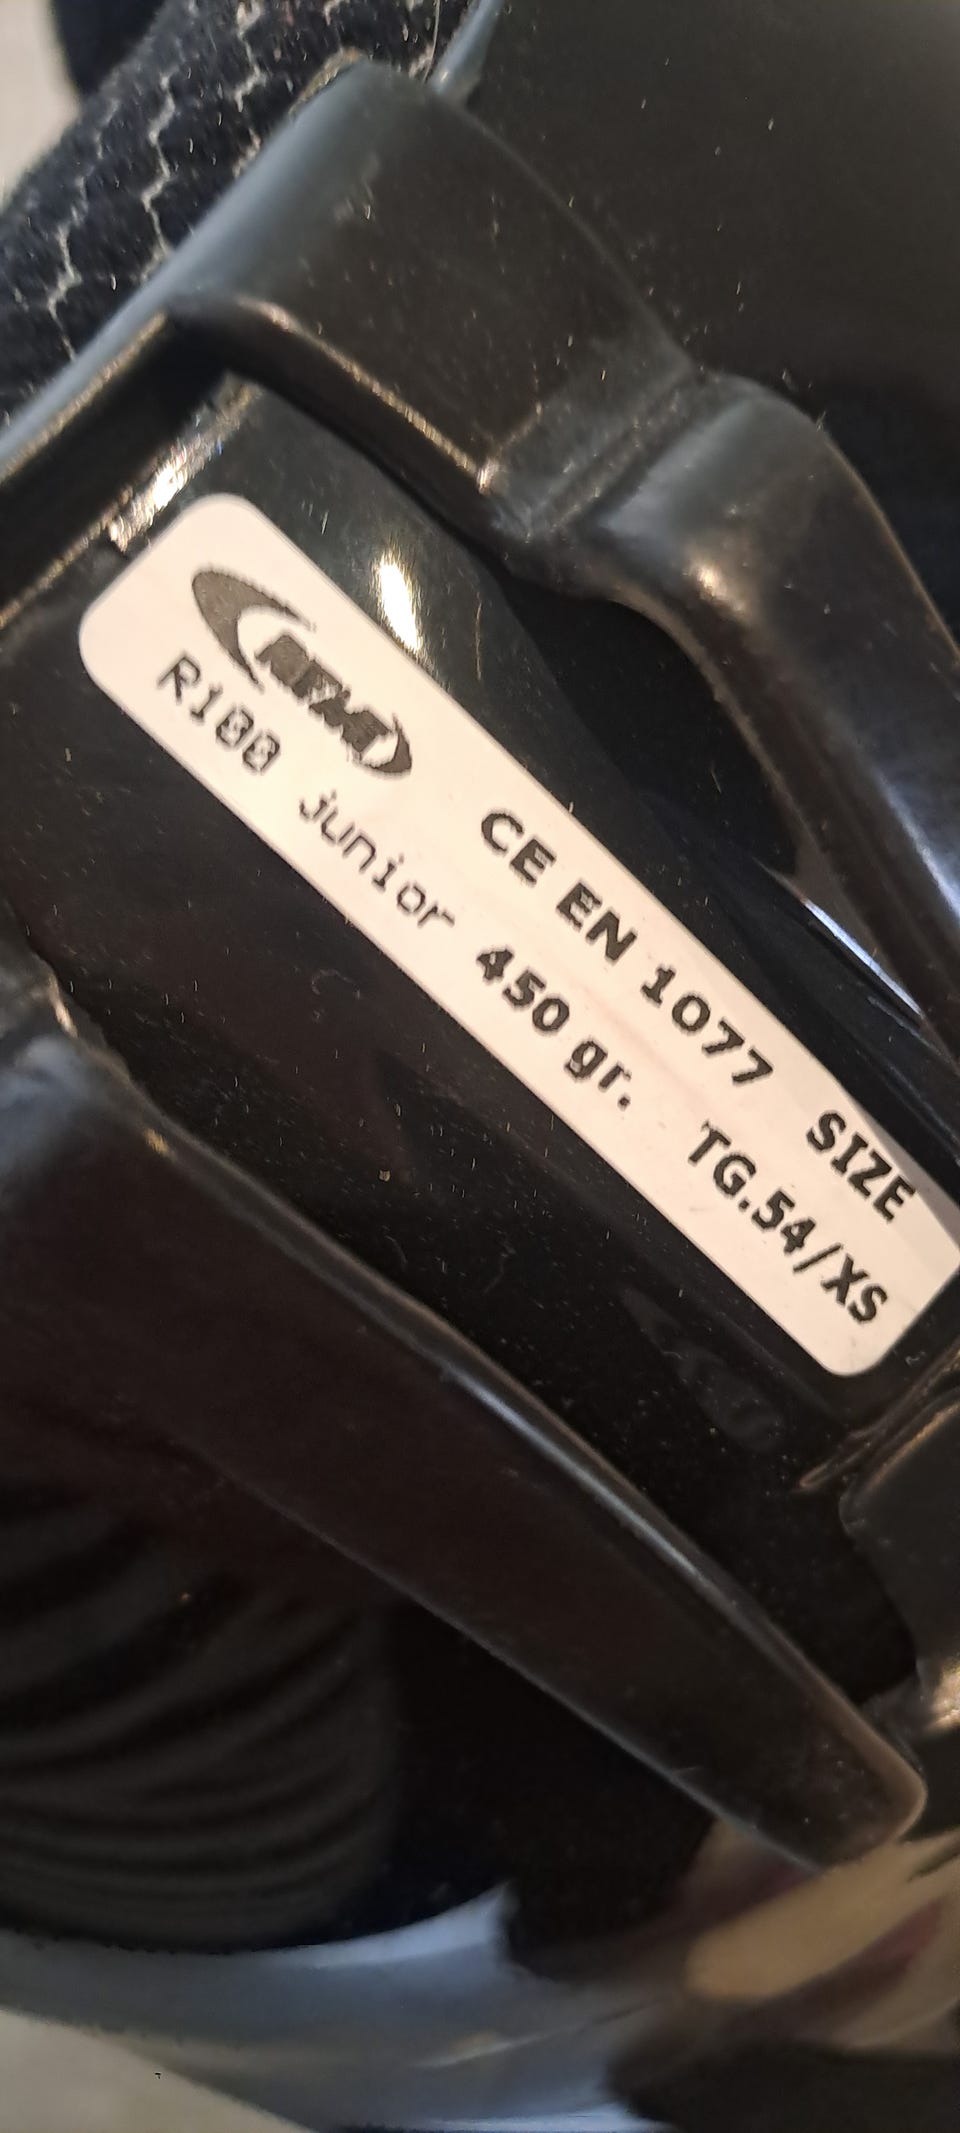 CE EN 1077 SIZE
R100 junior 450 gr. TG.54/XS